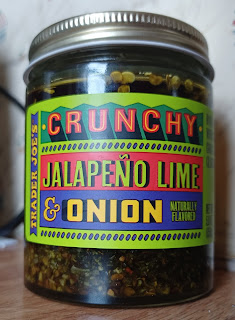 TRADER JOE'S
CRUNCHY
JALAPEÑO LIME
& ONION
NATURALLY
FLAVORED